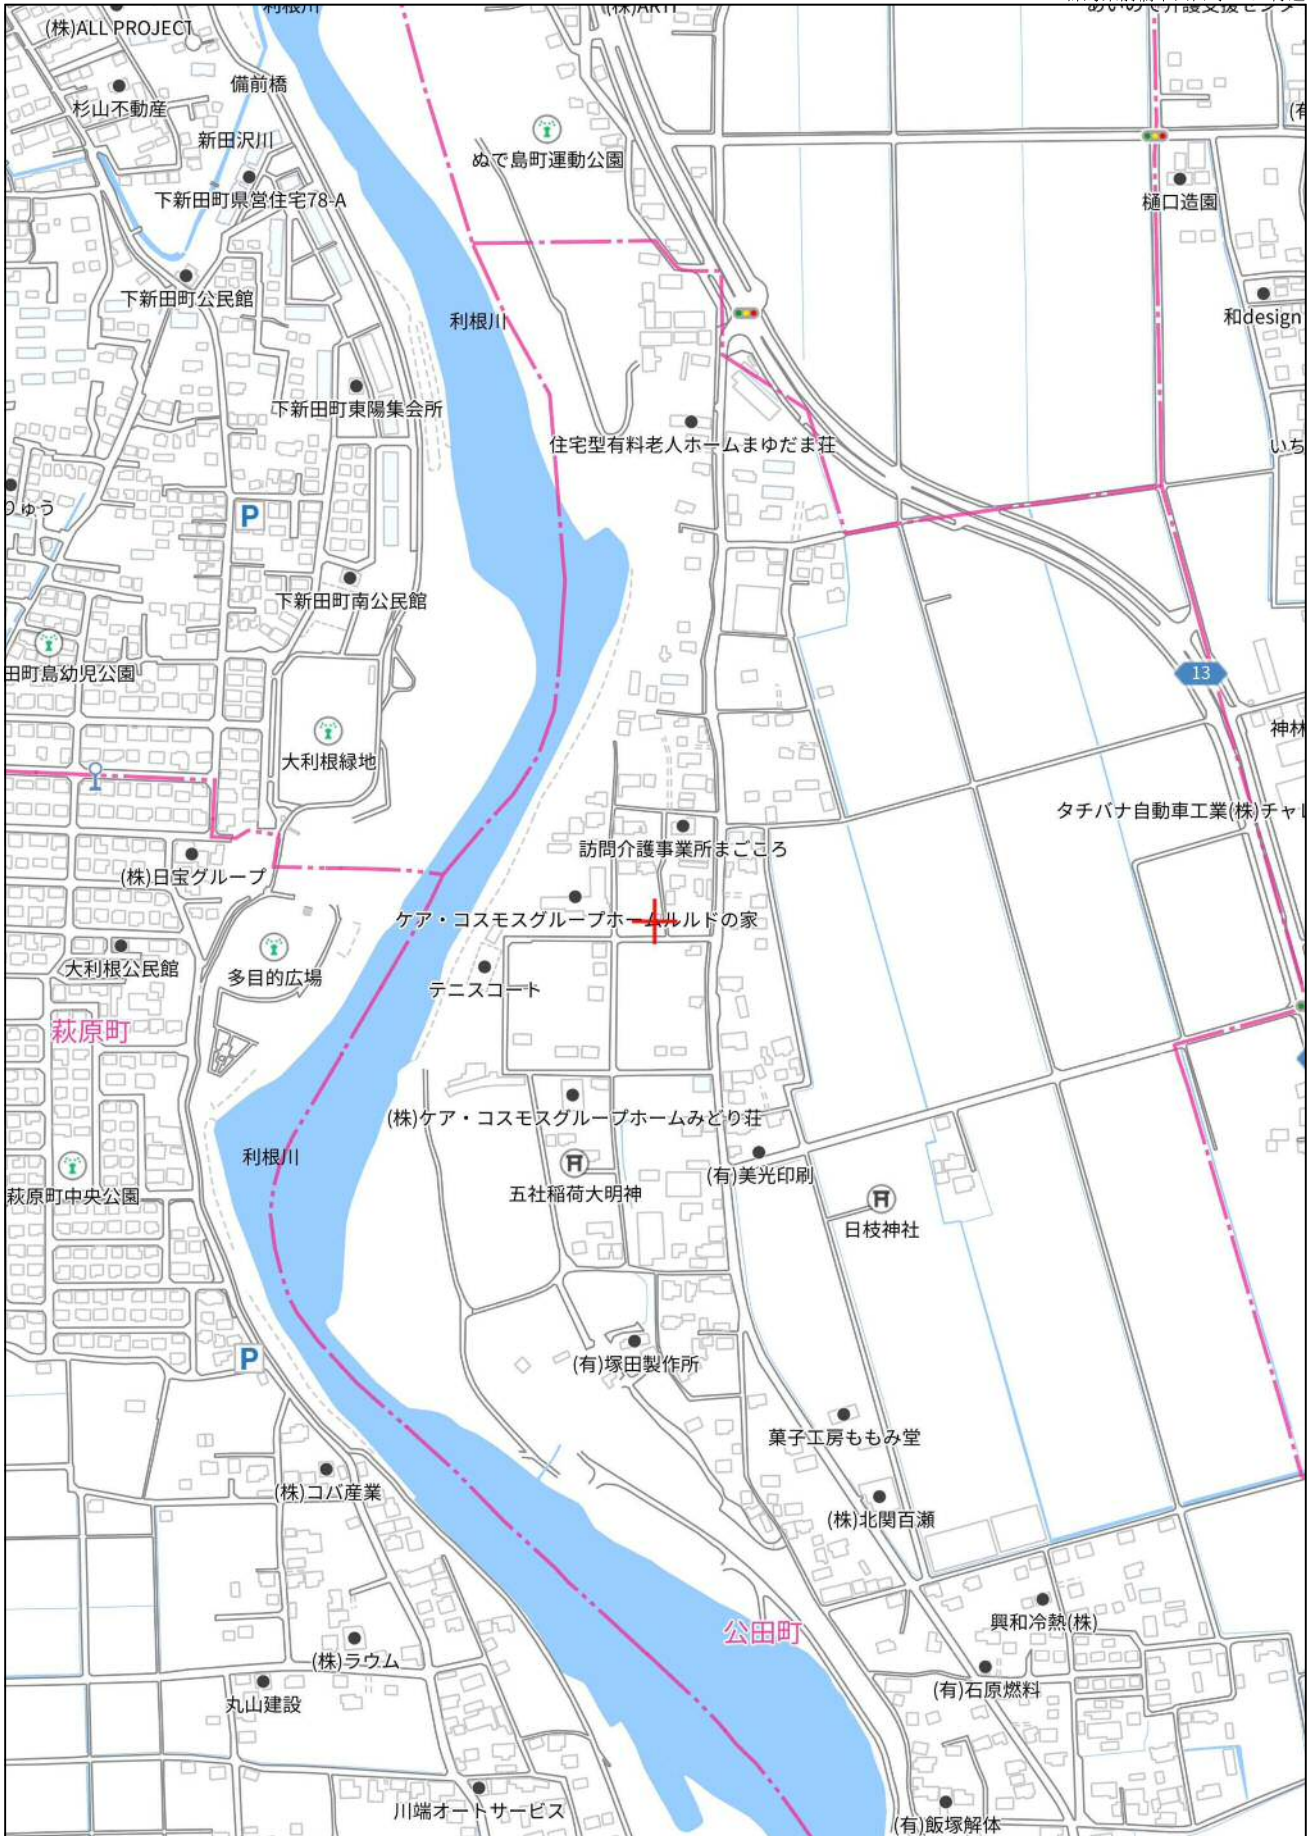 利根川
(株)ALL PROJECT
備前橋
杉山不動産
新田沢川
ぬで島町運動公園
下新田町県営住宅78-A
樋口造園
下新田町公民館
利根川
和design
下新田町東陽集会所
住宅型有料老人ホームまゆだま荘
いち
りゅう
P
下新田町南公民館
田町島幼児公園
13
神林
大利根緑地
タチバナ自動車工業(株)チャレ
訪問介護事業所まごころ
(株)日宝グループ
ケア・コスモスグループホームルルドの家
大利根公民館
多目的広場
テニスコート
萩原町
(株)ケア・コスモスグループホームみどり荘
利根川
(有)美光印刷
萩原町中央公園
五社稲荷大明神
日枝神社
P
(有)塚田製作所
菓子工房ももみ堂
(株)コバ産業
(株)北関百瀬
公田町
興和冷熱(株)
(株)ラウム
丸山建設
(有)石原燃料
川端オートサービス
(有)飯塚解体